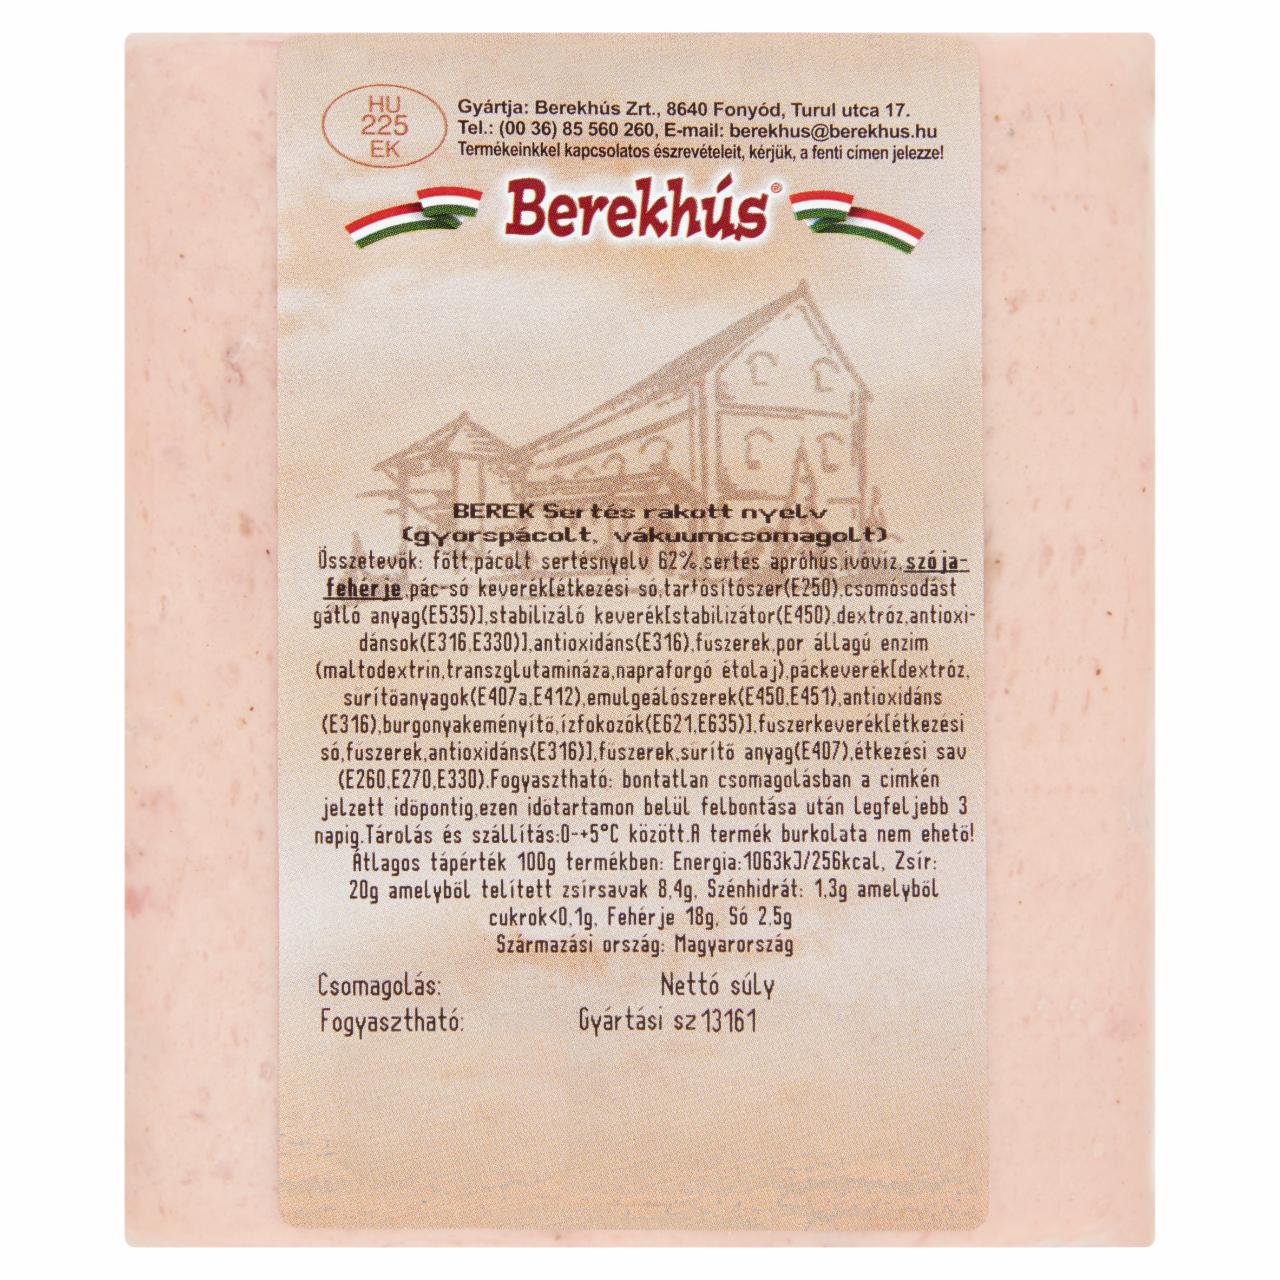 HU
225
EK
Gyártja: Berekhús Zrt., 8640 Fonyód, Turul utca 17.
Tel.: (00 36) 85 560 260, E-mail: berekhus@berekhus.hu
Termékeinkkel kapcsolatos észrevételeit, kérjük, a fenti címen jelezze!
Berekhús®
BEREK Sertés rakott nyelv
(gyorspácolt, vákuumcsomagolt)
Összetevők: főtt,pácolt sertésnyelv 62%,sertés apróhús,ivóvíz,szója-
fehérje,pác-só keverék[étkezési só,tartósítószer(E250),csomósodást
gátló anyag(E535)],stabilizáló keverék[stabilizátor(E450),dextróz,antioxi-
dánsok(E316,E330)],antioxidáns(E316),fűszerek,por állagú enzim
(maltodextrin,transzglutamináza,napraforgó étolaj),páckeverék[dextróz,
sűrítőanyagok(E407a,E412),emulgeálószerek(E450,E451),antioxidáns
(E316),burgonyakeményítő,ízfokozók(E621,E635)],fűszerkeverék[étkezési
só,fűszerek,antioxidáns(E316)],fűszerek,sűrítő anyag(E407),étkezési sav
(E260,E270,E330).Fogyasztható: bontatlan csomagolásban a címkén
jelzett időpontig,ezen időtartamon belül felbontása után legfeljebb 3
napig.Tárolás és szállítás:0-+5°C között.A termék burkolata nem ehető!
Átlagos tápérték 100g termékben: Energia:1063kJ/256kcal, Zsír:
20g amelyből telített zsírsavak 8,4g, Szénhidrát: 1,3g amelyből
cukrok<0,1g, Fehérje 18g, Só 2,5g
Származási ország: Magyarország
Csomagolás: Nettó súly
Fogyasztható: Gyártási sz 13161